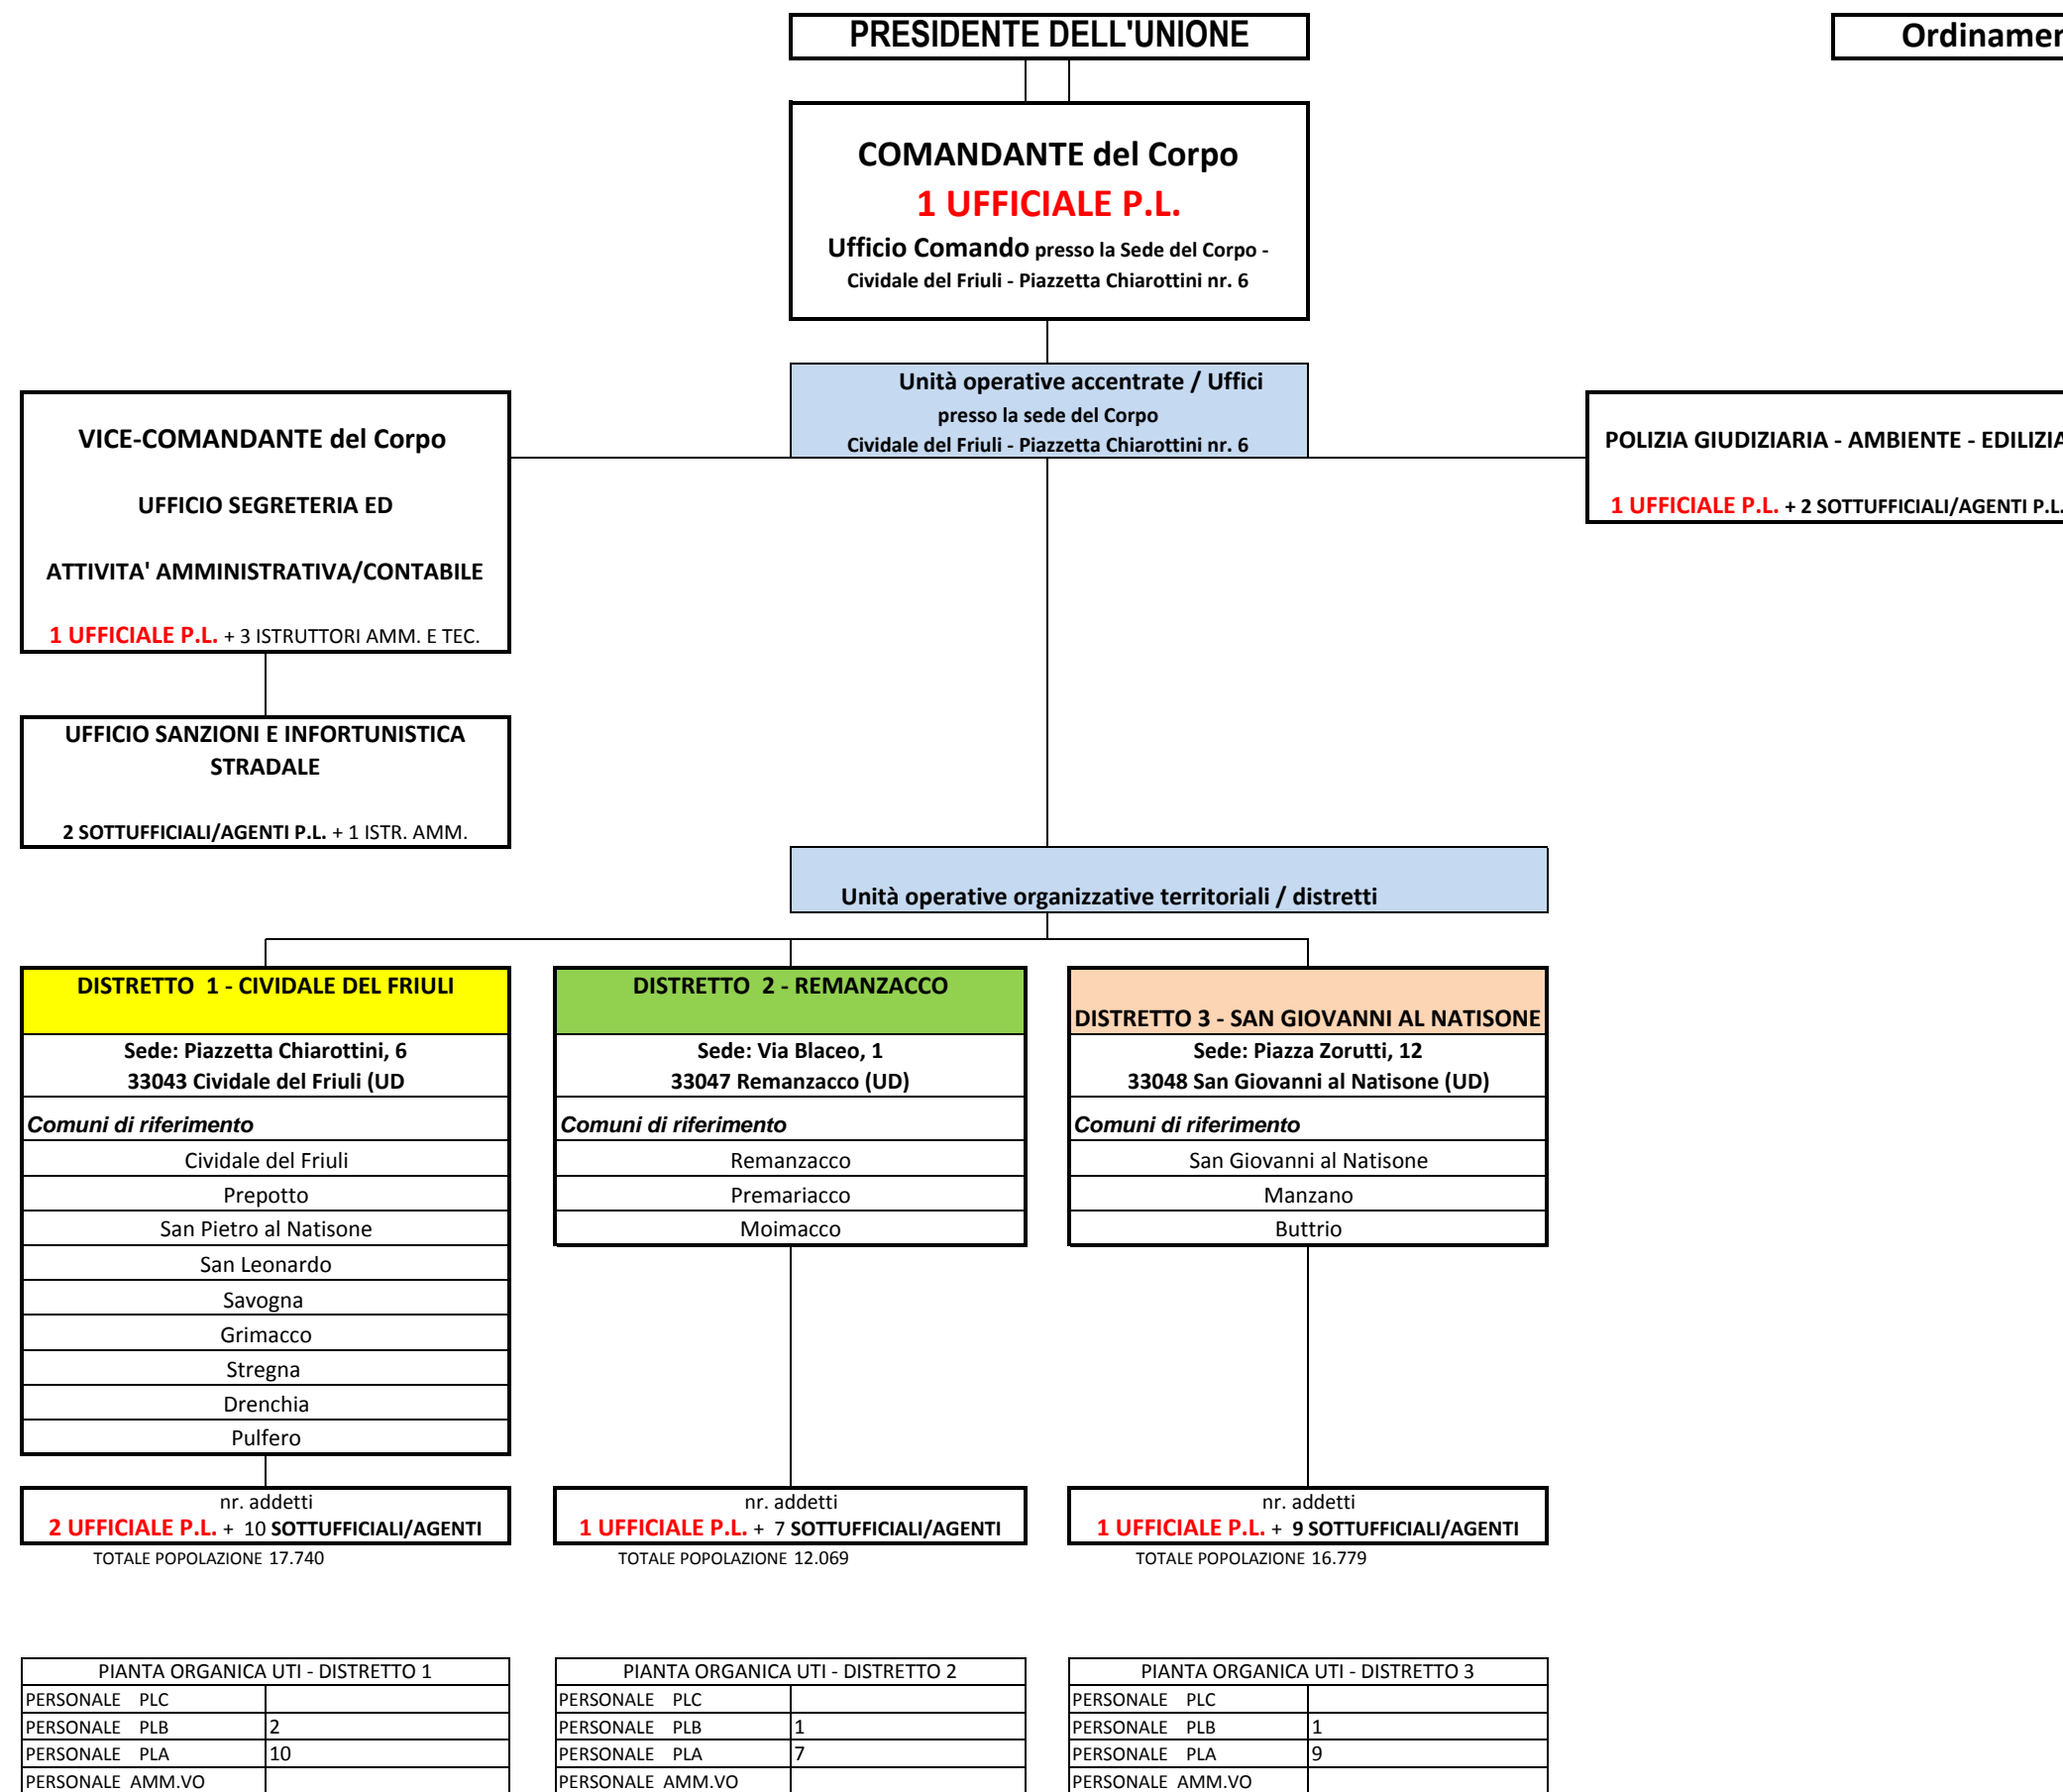 PRESIDENTE DELL'UNIONE
Ordinamen
COMANDANTE del Corpo
1 UFFICIALE P.L.
Ufficio Comando presso la Sede del Corpo -
Cividale del Friuli - Piazzetta Chiarottini nr. 6
Unità operative accentrate / Uffici
presso la sede del Corpo
Cividale del Friuli - Piazzetta Chiarottini nr. 6
VICE-COMANDANTE del Corpo
UFFICIO SEGRETERIA ED
ATTIVITA' AMMINISTRATIVA/CONTABILE
1 UFFICIALE P.L. + 3 ISTRUTTORI AMM. E TEC.
POLIZIA GIUDIZIARIA - AMBIENTE - EDILIZIA
1 UFFICIALE P.L. + 2 SOTTUFFICIALI/AGENTI P.L.
UFFICIO SANZIONI E INFORTUNISTICA
STRADALE
2 SOTTUFFICIALI/AGENTI P.L. + 1 ISTR. AMM.
Unità operative organizzative territoriali / distretti
DISTRETTO 1 - CIVIDALE DEL FRIULI
Sede: Piazzetta Chiarottini, 6
33043 Cividale del Friuli (UD
Comuni di riferimento
Cividale del Friuli
Prepotto
San Pietro al Natisone
San Leonardo
Savogna
Grimacco
Stregna
Drenchia
Pulfero
nr. addetti
2 UFFICIALE P.L. + 10 SOTTUFFICIALI/AGENTI
TOTALE POPOLAZIONE 17.740
DISTRETTO 2 - REMANZACCO
Sede: Via Blaceo, 1
33047 Remanzacco (UD)
Comuni di riferimento
Remanzacco
Premariacco
Moimacco
nr. addetti
1 UFFICIALE P.L. + 7 SOTTUFFICIALI/AGENTI
TOTALE POPOLAZIONE 12.069
DISTRETTO 3 - SAN GIOVANNI AL NATISONE
Sede: Piazza Zorutti, 12
33048 San Giovanni al Natisone (UD)
Comuni di riferimento
San Giovanni al Natisone
Manzano
Buttrio
nr. addetti
1 UFFICIALE P.L. + 9 SOTTUFFICIALI/AGENTI
TOTALE POPOLAZIONE 16.779
PIANTA ORGANICA UTI - DISTRETTO 1
PERSONALE PLC
PERSONALE PLB 2
PERSONALE PLA 10
PERSONALE AMM.VO
PIANTA ORGANICA UTI - DISTRETTO 2
PERSONALE PLC
PERSONALE PLB 1
PERSONALE PLA 7
PERSONALE AMM.VO
PIANTA ORGANICA UTI - DISTRETTO 3
PERSONALE PLC
PERSONALE PLB 1
PERSONALE PLA 9
PERSONALE AMM.VO